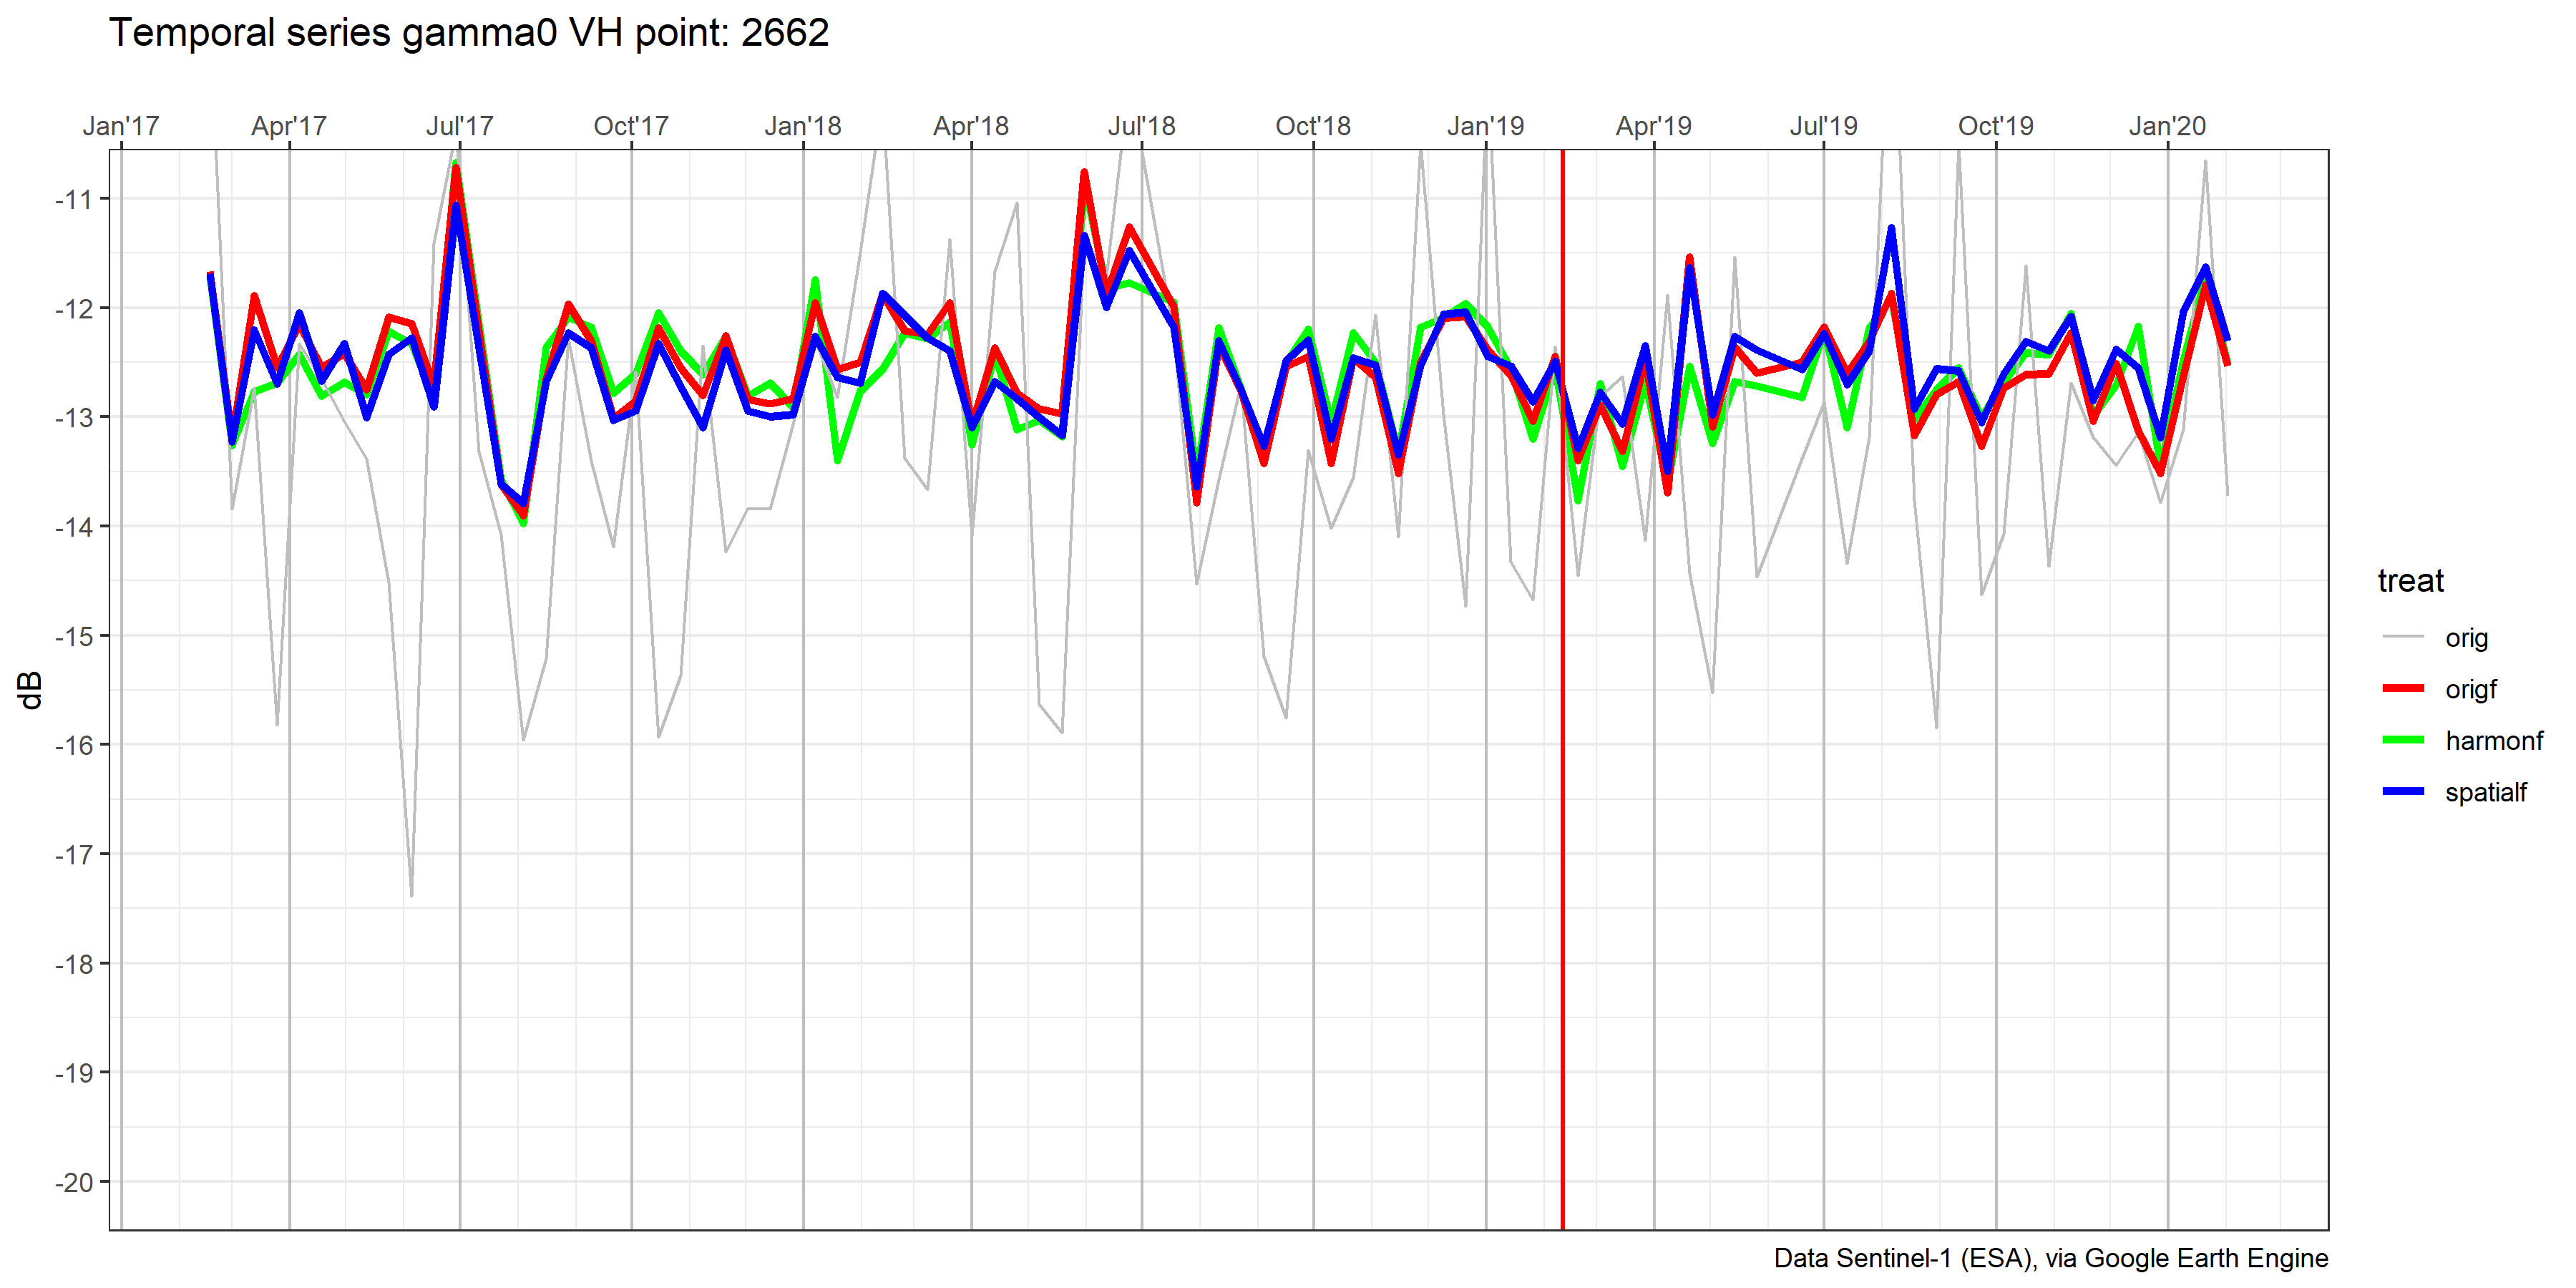 Temporal series gamma0 VH point: 2662
Jan'17 Apr'17 Jul'17 Oct'17 Jan'18 Apr'18 Jul'18 Oct'18 Jan'19 Apr'19 Jul'19 Oct'19 Jan'20
-11
-12
-13
-14
-15
-16
-17
-18
-19
-20
dB
treat
orig
origf
harmonf
spatialf
Data Sentinel-1 (ESA), via Google Earth Engine